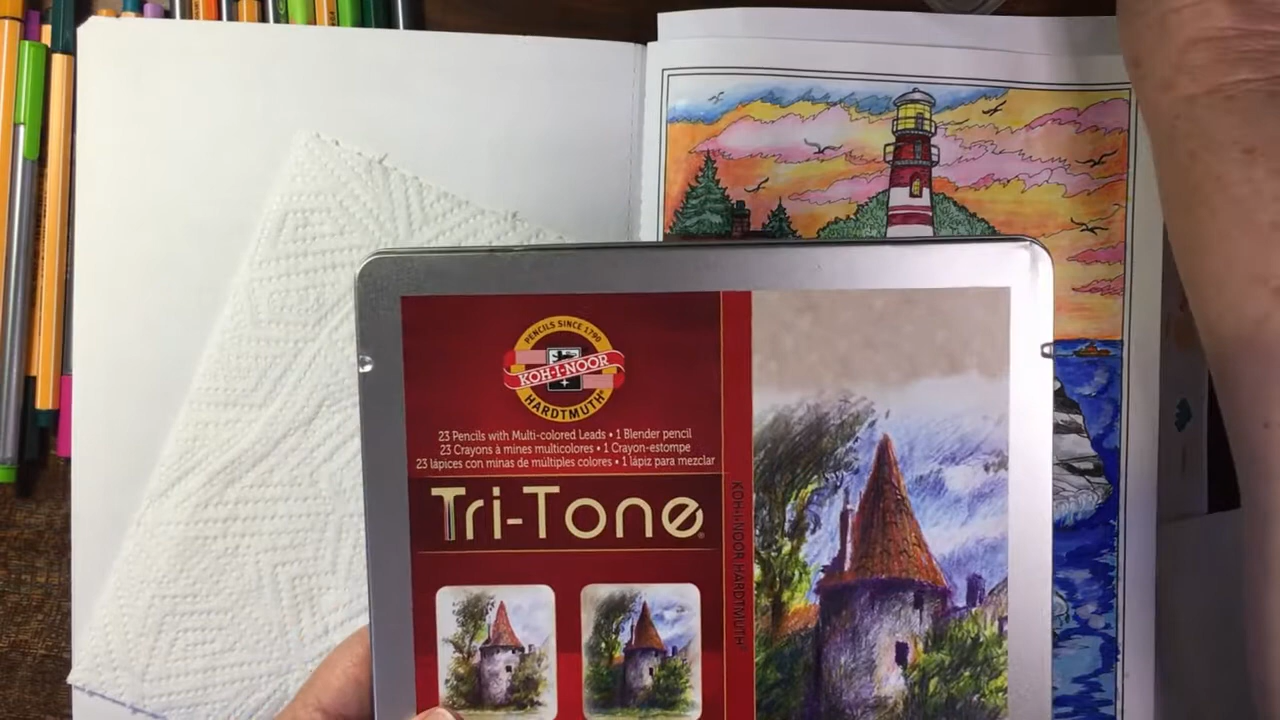 PENCILS SINCE 1790
KOH-I-NOOR
HARDTMUTH®
23 Pencils with Multi-colored Leads • 1 Blender pencil
23 Crayons à mines multicolores • 1 Crayon-estompe
23 lápices con minas de múltiples colores • 1 lápiz para mezclar
Tri-Tone®
KOH-I-NOOR HARDTMUTH®